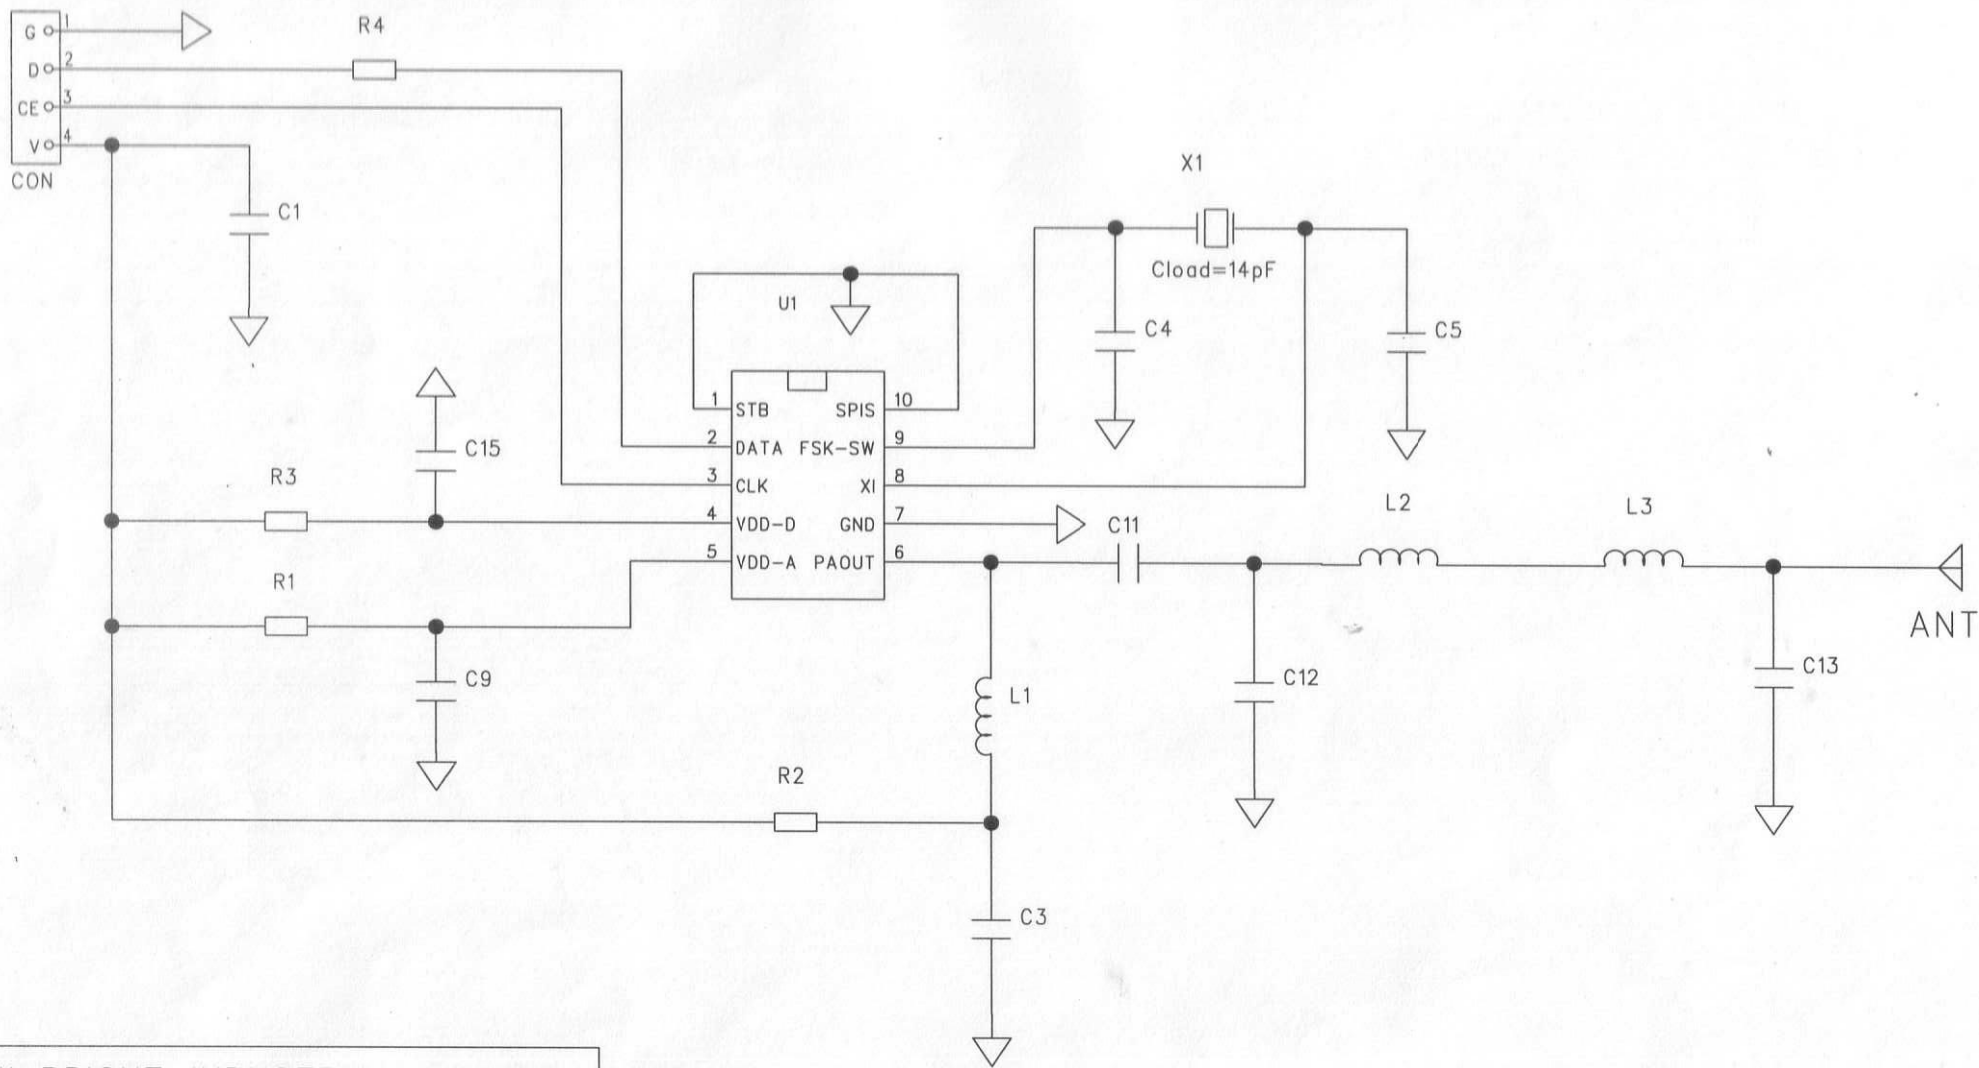 G 1
D 2
CE 3
V 4
CON
R4
C1
X1
Cload=14pF
C4
C5
U1
1 STB SPIS 10
2 DATA FSK-SW 9
3 CLK XI 8
4 VDD-D GND 7
5 VDD-A PAOUT 6
C15
R3
R1
C9
C11
L2
L3
ANT
L1
C12
C13
R2
C3